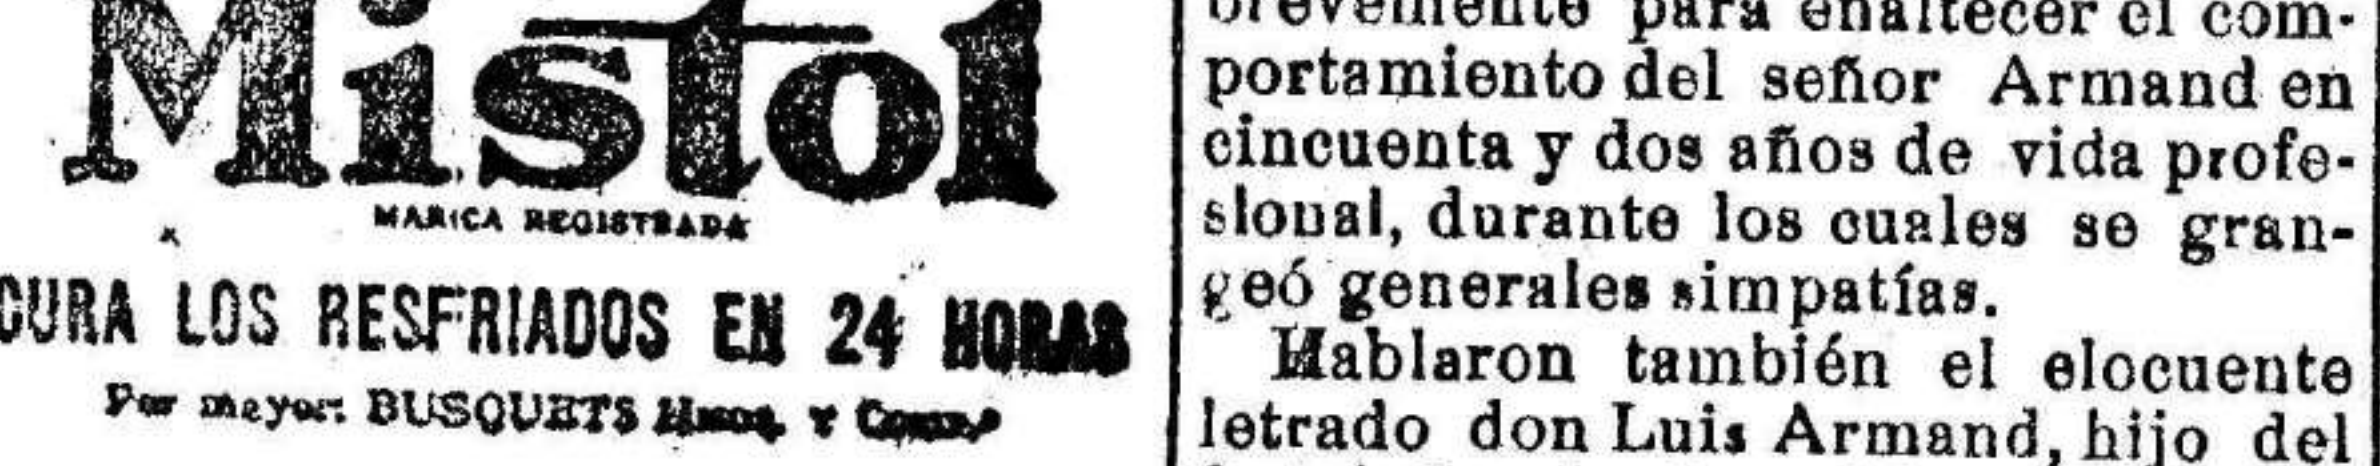 Mistol
MARCA REGISTRADA
CURA LOS RESFRIADOS EN 24 HORAS
Por mayor: BUSQUETS Hnos. Y
brevemente para enaltecer el com-
portamiento del señor Armand en
cincuenta y dos años de vida profe-
sional, durante los cuales se gran-
geó generales simpatías.
Hablaron también el elocuente
letrado don Luis Armand, hijo del